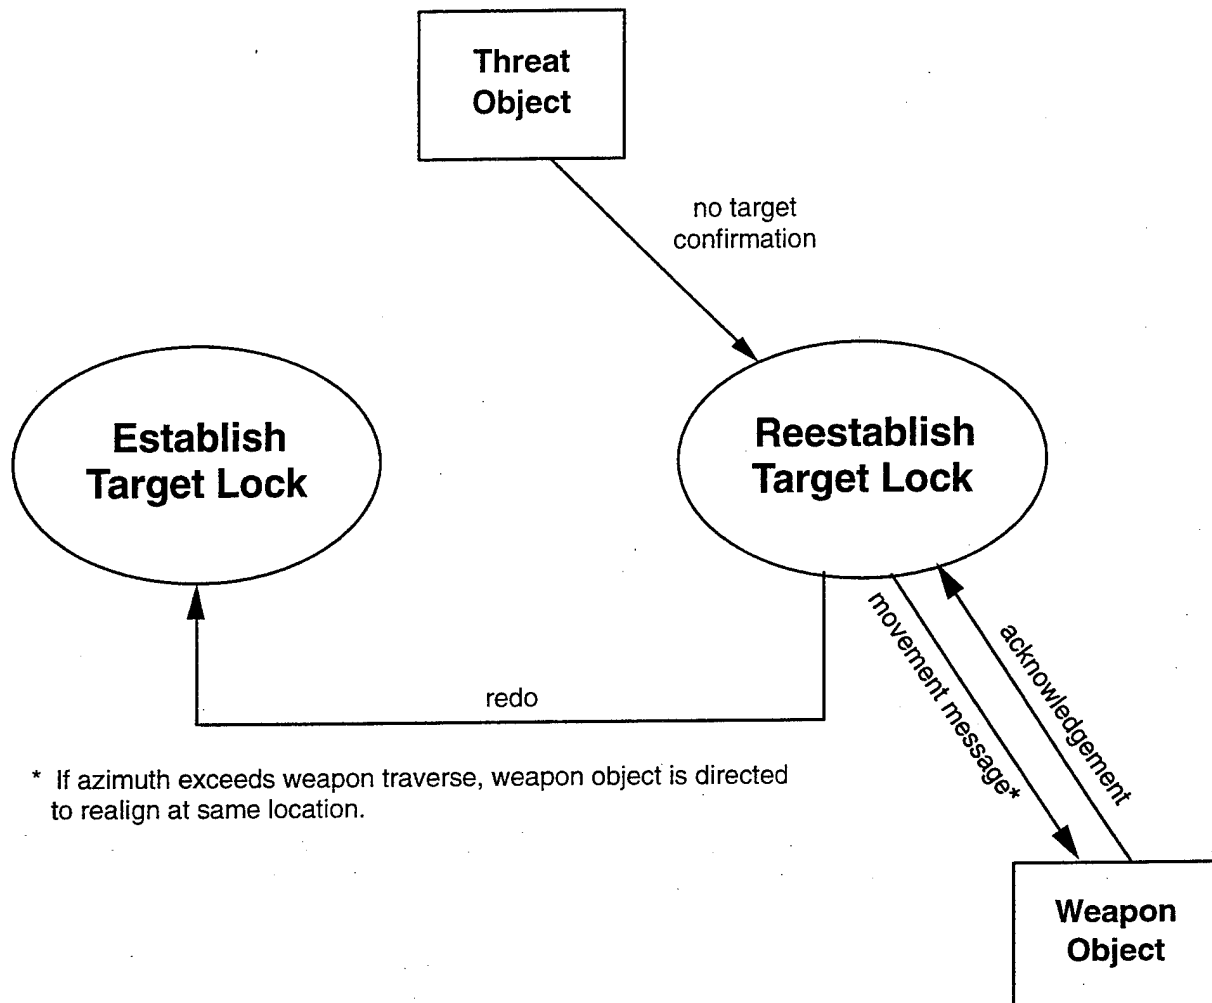 Threat
Object
no target
confirmation
Establish
Target Lock
Reestablish
Target Lock
movement message*
acknowledgement
redo
* If azimuth exceeds weapon traverse, weapon object is directed
to realign at same location.
Weapon
Object